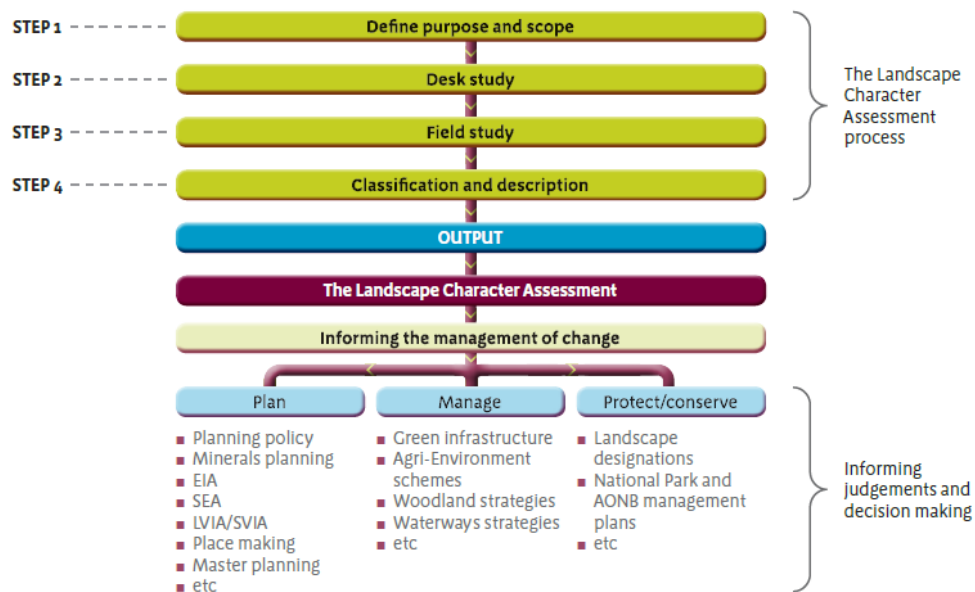 STEP 1
Define purpose and scope
STEP 2
Desk study
STEP 3
Field study
STEP 4
Classification and description
The Landscape
Character
Assessment
process
OUTPUT
The Landscape Character Assessment
Informing the management of change
Plan
Planning policy
Minerals planning
EIA
SEA
LVIA/SVIA
Place making
Master planning
etc
Manage
Green infrastructure
Agri-Environment
schemes
Woodland strategies
Waterways strategies
etc
Protect/conserve
Landscape
designations
National Park and
AONB management
plans
etc
Informing
judgements and
decision making